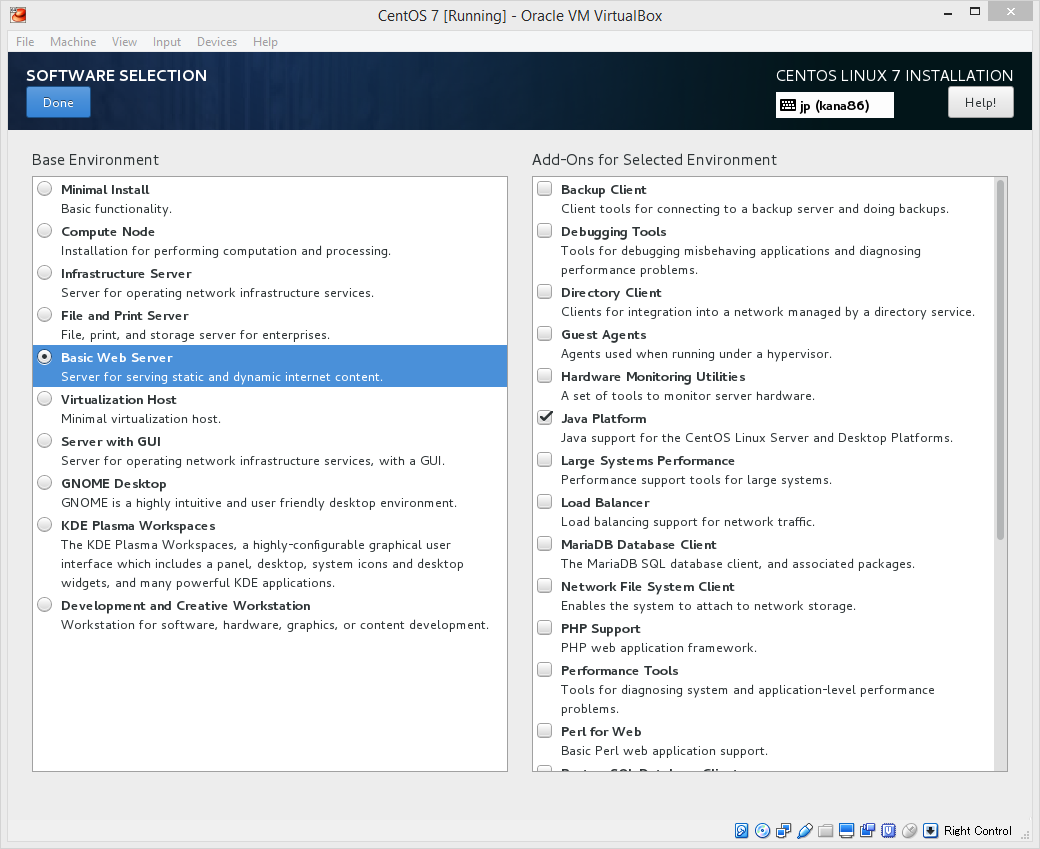 CentOS 7 [Running] - Oracle VM VirtualBox
File Machine View Input Devices Help
SOFTWARE SELECTION
CENTOS LINUX 7 INSTALLATION
Done
jp (kana86)
Help!
Base Environment
Minimal Install
Basic functionality.
Compute Node
Installation for performing computation and processing.
Infrastructure Server
Server for operating network infrastructure services.
File and Print Server
File, print, and storage server for enterprises.
Basic Web Server
Server for serving static and dynamic internet content.
Virtualization Host
Minimal virtualization host.
Server with GUI
Server for operating network infrastructure services, with a GUI.
GNOME Desktop
GNOME is a highly intuitive and user friendly desktop environment.
KDE Plasma Workspaces
The KDE Plasma Workspaces, a highly-configurable graphical user
interface which includes a panel, desktop, system icons and desktop
widgets, and many powerful KDE applications.
Development and Creative Workstation
Workstation for software, hardware, graphics, or content development.
Add-Ons for Selected Environment
Backup Client
Client tools for connecting to a backup server and doing backups.
Debugging Tools
Tools for debugging misbehaving applications and diagnosing
performance problems.
Directory Client
Clients for integration into a network managed by a directory service.
Guest Agents
Agents used when running under a hypervisor.
Hardware Monitoring Utilities
A set of tools to monitor server hardware.
Java Platform
Java support for the CentOS Linux Server and Desktop Platforms.
Large Systems Performance
Performance support tools for large systems.
Load Balancer
Load balancing support for network traffic.
MariaDB Database Client
The MariaDB SQL database client, and associated packages.
Network File System Client
Enables the system to attach to network storage.
PHP Support
PHP web application framework.
Performance Tools
Tools for diagnosing system and application-level performance
problems.
Perl for Web
Basic Perl web application support.
Right Control